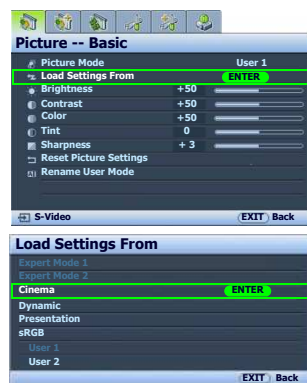 Picture -- Basic
Picture Mode User 1
Load Settings From ENTER
Brightness +50
Contrast +50
Color +50
Tint 0
Sharpness + 3
Reset Picture Settings
Rename User Mode
S-Video EXIT Back
Load Settings From
Expert Mode 1
Expert Mode 2
Cinema ENTER
Dynamic
Presentation
sRGB
User 1
User 2
EXIT Back